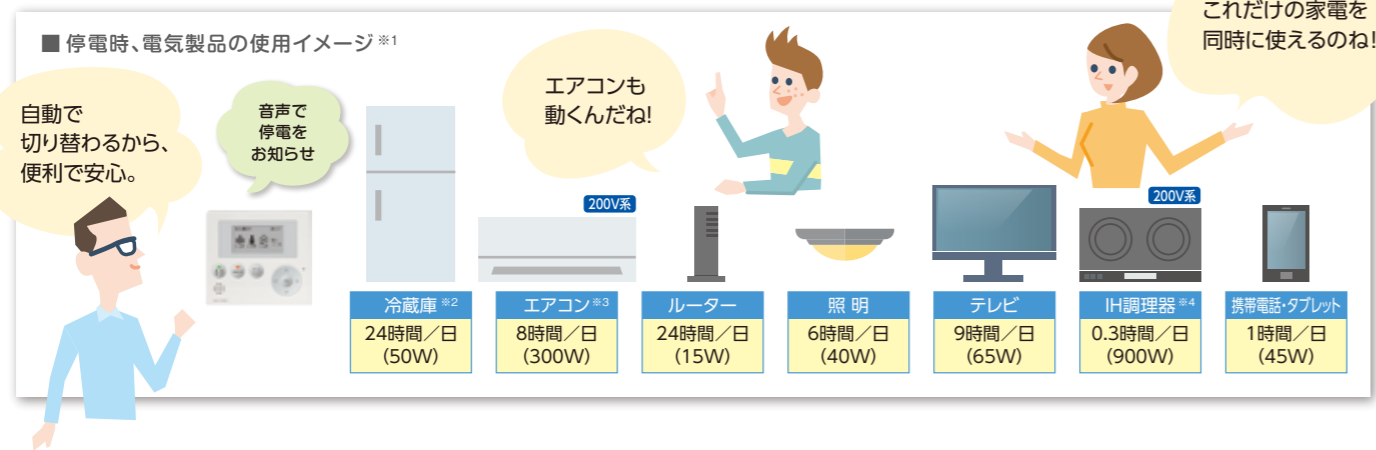 ■ 停電時、電気製品の使用イメージ※1
これだけの家電を
同時に使えるのね!
自動で
切り替わるから、
便利で安心。
音声で
停電を
お知らせ
エアコンも
動くんだね!
200V系
200V系
冷蔵庫※2
24時間／日
(50W)
エアコン※3
8時間／日
(300W)
ルーター
24時間／日
(15W)
照 明
6時間／日
(40W)
テレビ
9時間／日
(65W)
IH調理器※4
0.3時間／日
(900W)
携帯電話・タブレット
1時間／日
(45W)